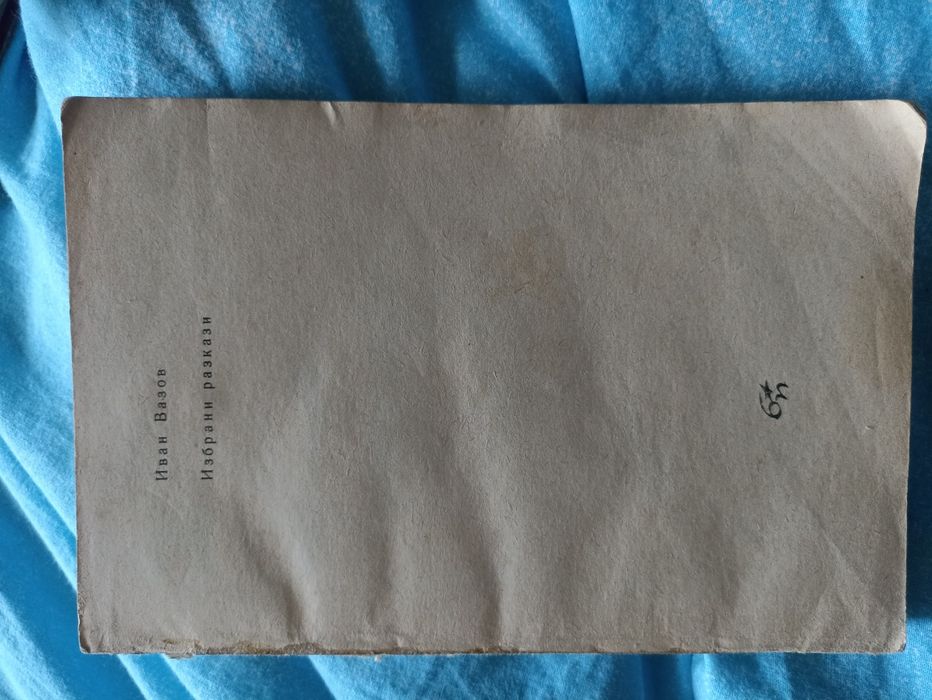 Иван Вазов
Избрани разкази